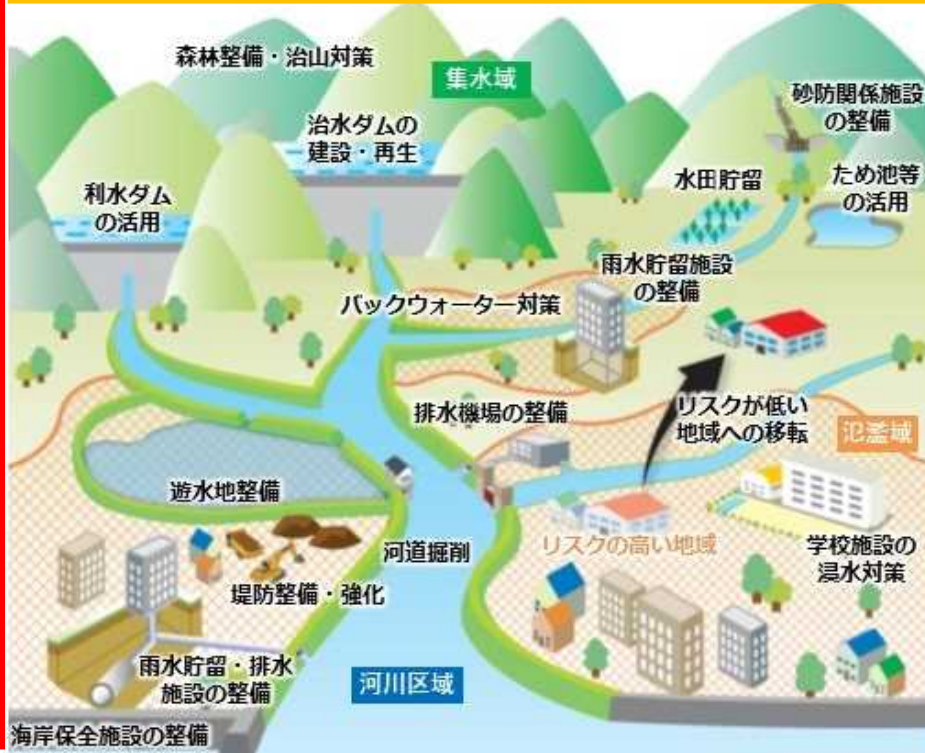 森林整備・治山対策
集水域
砂防関係施設
の整備
治水ダムの
建設・再生
水田貯留
ため池等
の活用
利水ダム
の活用
雨水貯留施設
の整備
バックウォーター対策
排水機場の整備
リスクが低い
地域への移転
氾濫域
遊水地整備
河道掘削
リスクの高い地域
学校施設の
浸水対策
堤防整備・強化
雨水貯留・排水
施設の整備
河川区域
海岸保全施設の整備